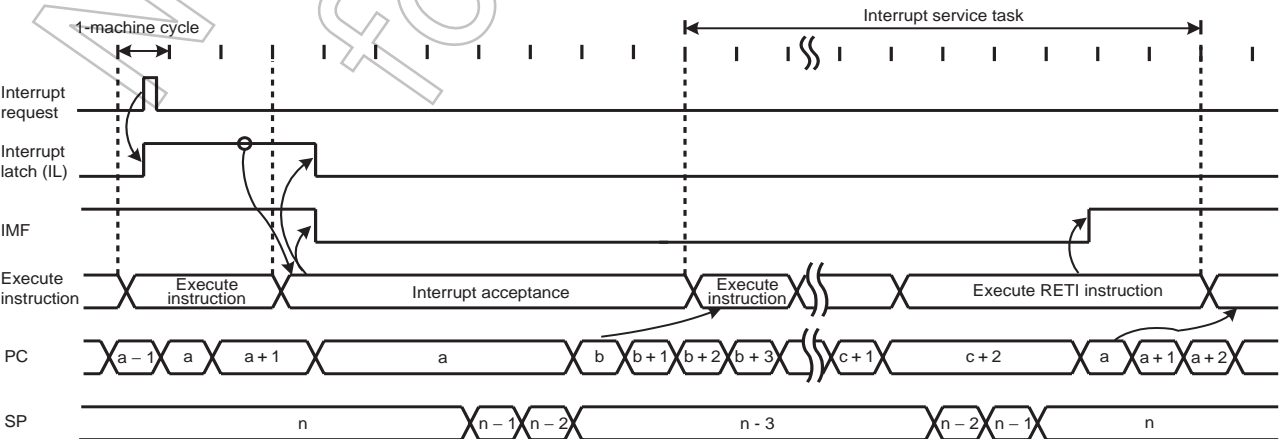 Interrupt service task
1-machine cycle
Interrupt
request
Interrupt
latch (IL)
IMF
Execute
instruction
Execute
instruction
Interrupt acceptance
Execute
instruction
Execute RETI instruction
PC
a − 1
a
a + 1
a
b
b + 1
b + 2
b + 3
c + 1
c + 2
a
a + 1
a + 2
SP
n
n − 1
n − 2
n - 3
n − 2
n − 1
n